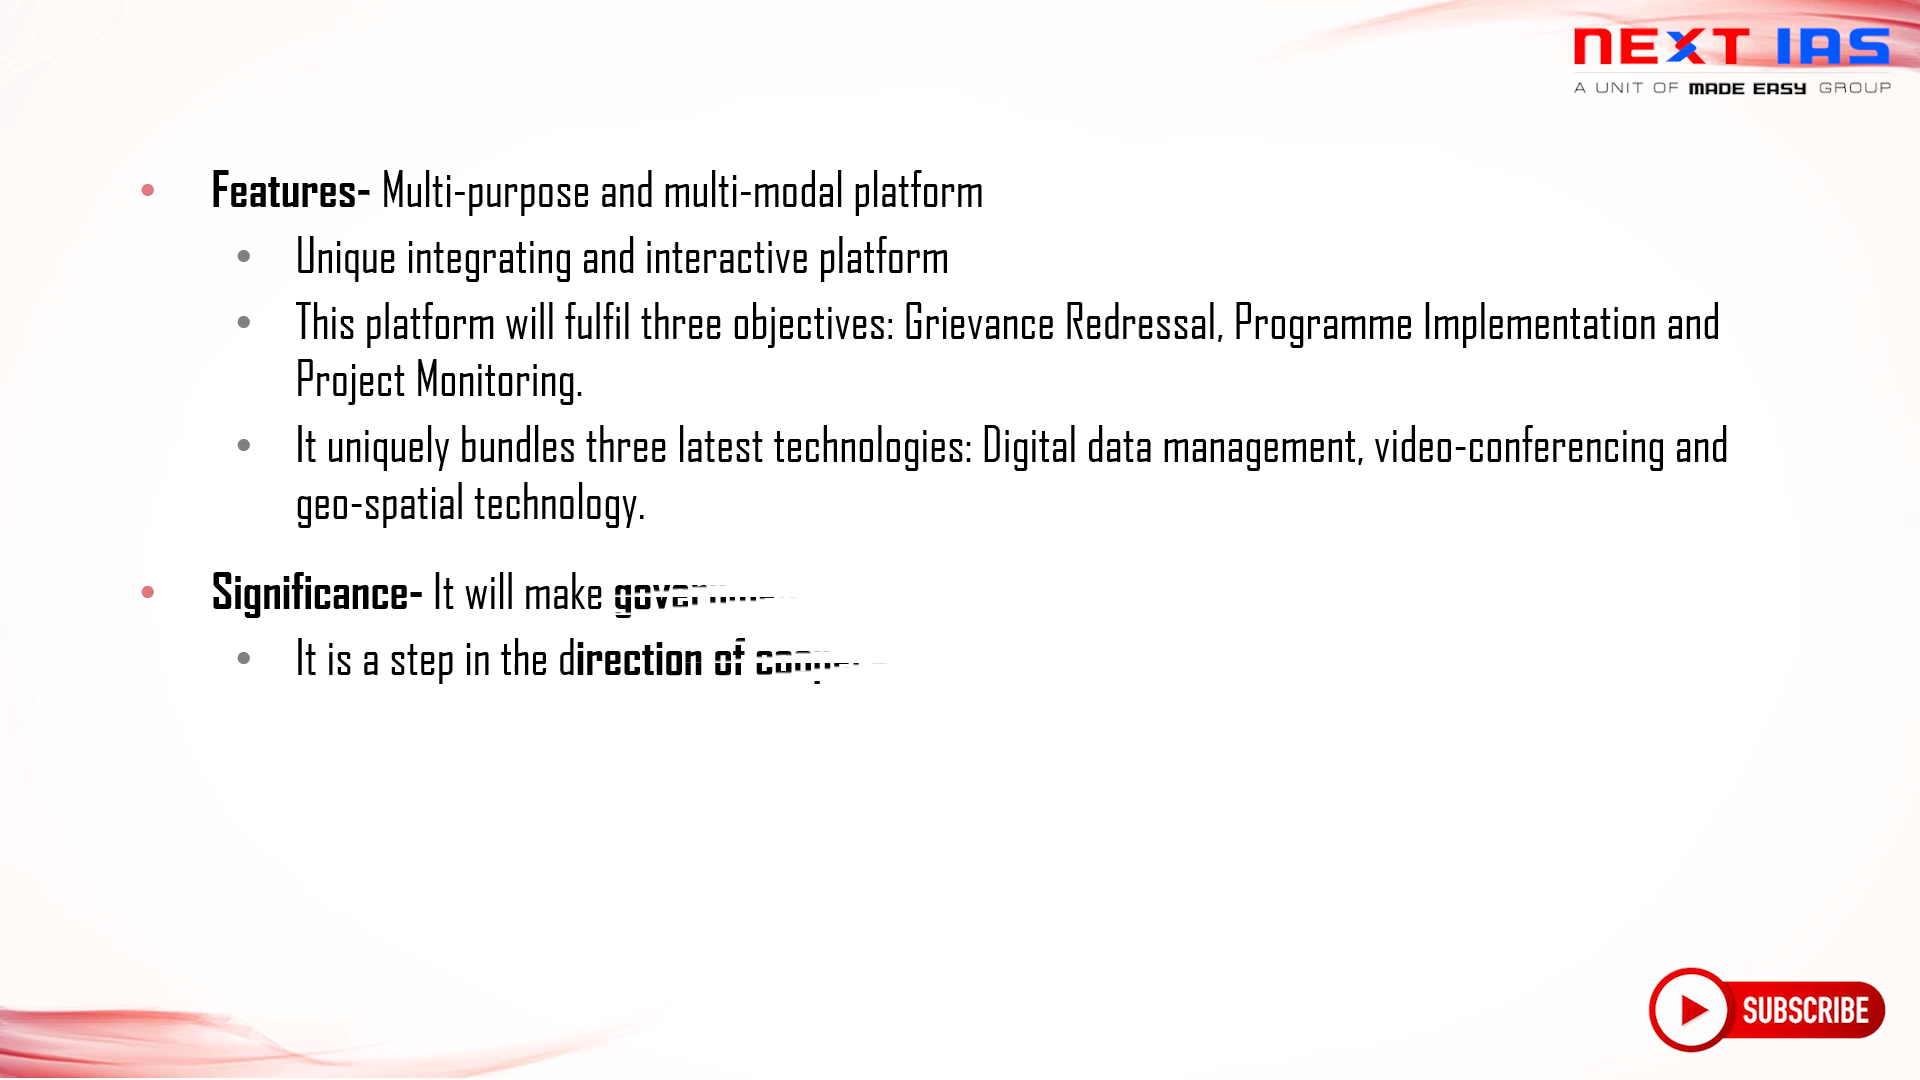 NEXT IAS
A UNIT OF MADE EASY GROUP
• Features- Multi-purpose and multi-modal platform
• Unique integrating and interactive platform
• This platform will fulfil three objectives: Grievance Redressal, Programme Implementation and
Project Monitoring.
• It uniquely bundles three latest technologies: Digital data management, video-conferencing and
geo-spatial technology.
• Significance- It will make
• It is a step in the direction of
SUBSCRIBE